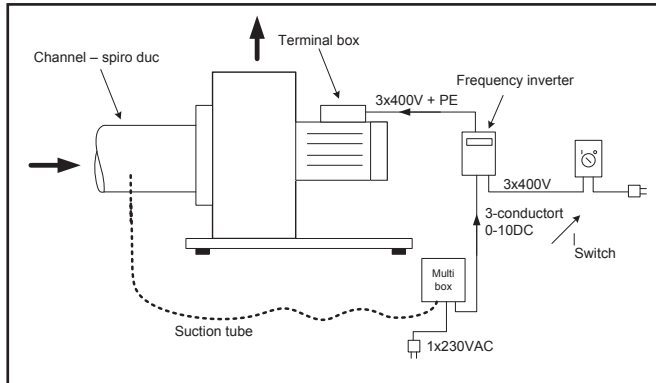 Terminal box
Channel – spiro duc
Frequency inverter
3x400V + PE
I
O
3x400V
3-conductort
0-10DC
Switch
Multi
box
Suction tube
1x230VAC